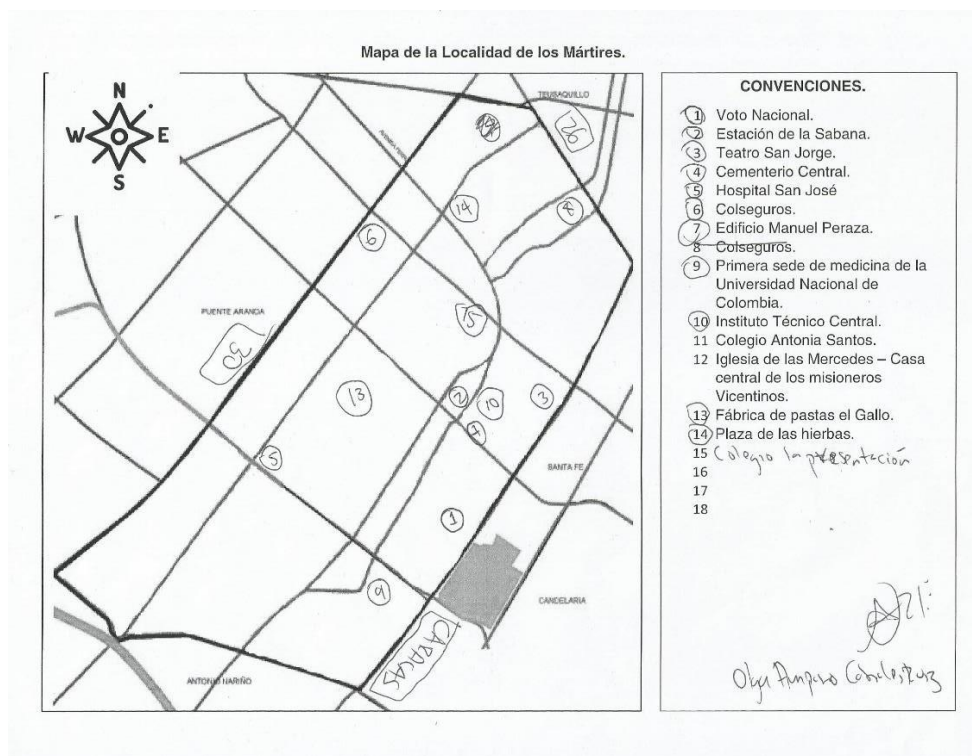 Mapa de la Localidad de los Mártires.
N
W E
S
TEUSAQUILLO
26
14
8
6
15
PUENTE ARANDA
30
13
2
10
3
7
5
SANTA FE
1
9
CANDELARIA
CARACAS
ANTONIO NARIÑO
CONVENCIONES.
1 Voto Nacional.
2 Estación de la Sabana.
3 Teatro San Jorge.
4 Cementerio Central.
5 Hospital San José
6 Colseguros.
7 Edificio Manuel Peraza.
8 Colseguros.
9 Primera sede de medicina de la
Universidad Nacional de
Colombia.
10 Instituto Técnico Central.
11 Colegio Antonia Santos.
12 Iglesia de las Mercedes – Casa
central de los misioneros
Vicentinos.
13 Fábrica de pastas el Gallo.
14 Plaza de las hierbas.
15 Colegio la presentación
16
17
18
Olga Amparo